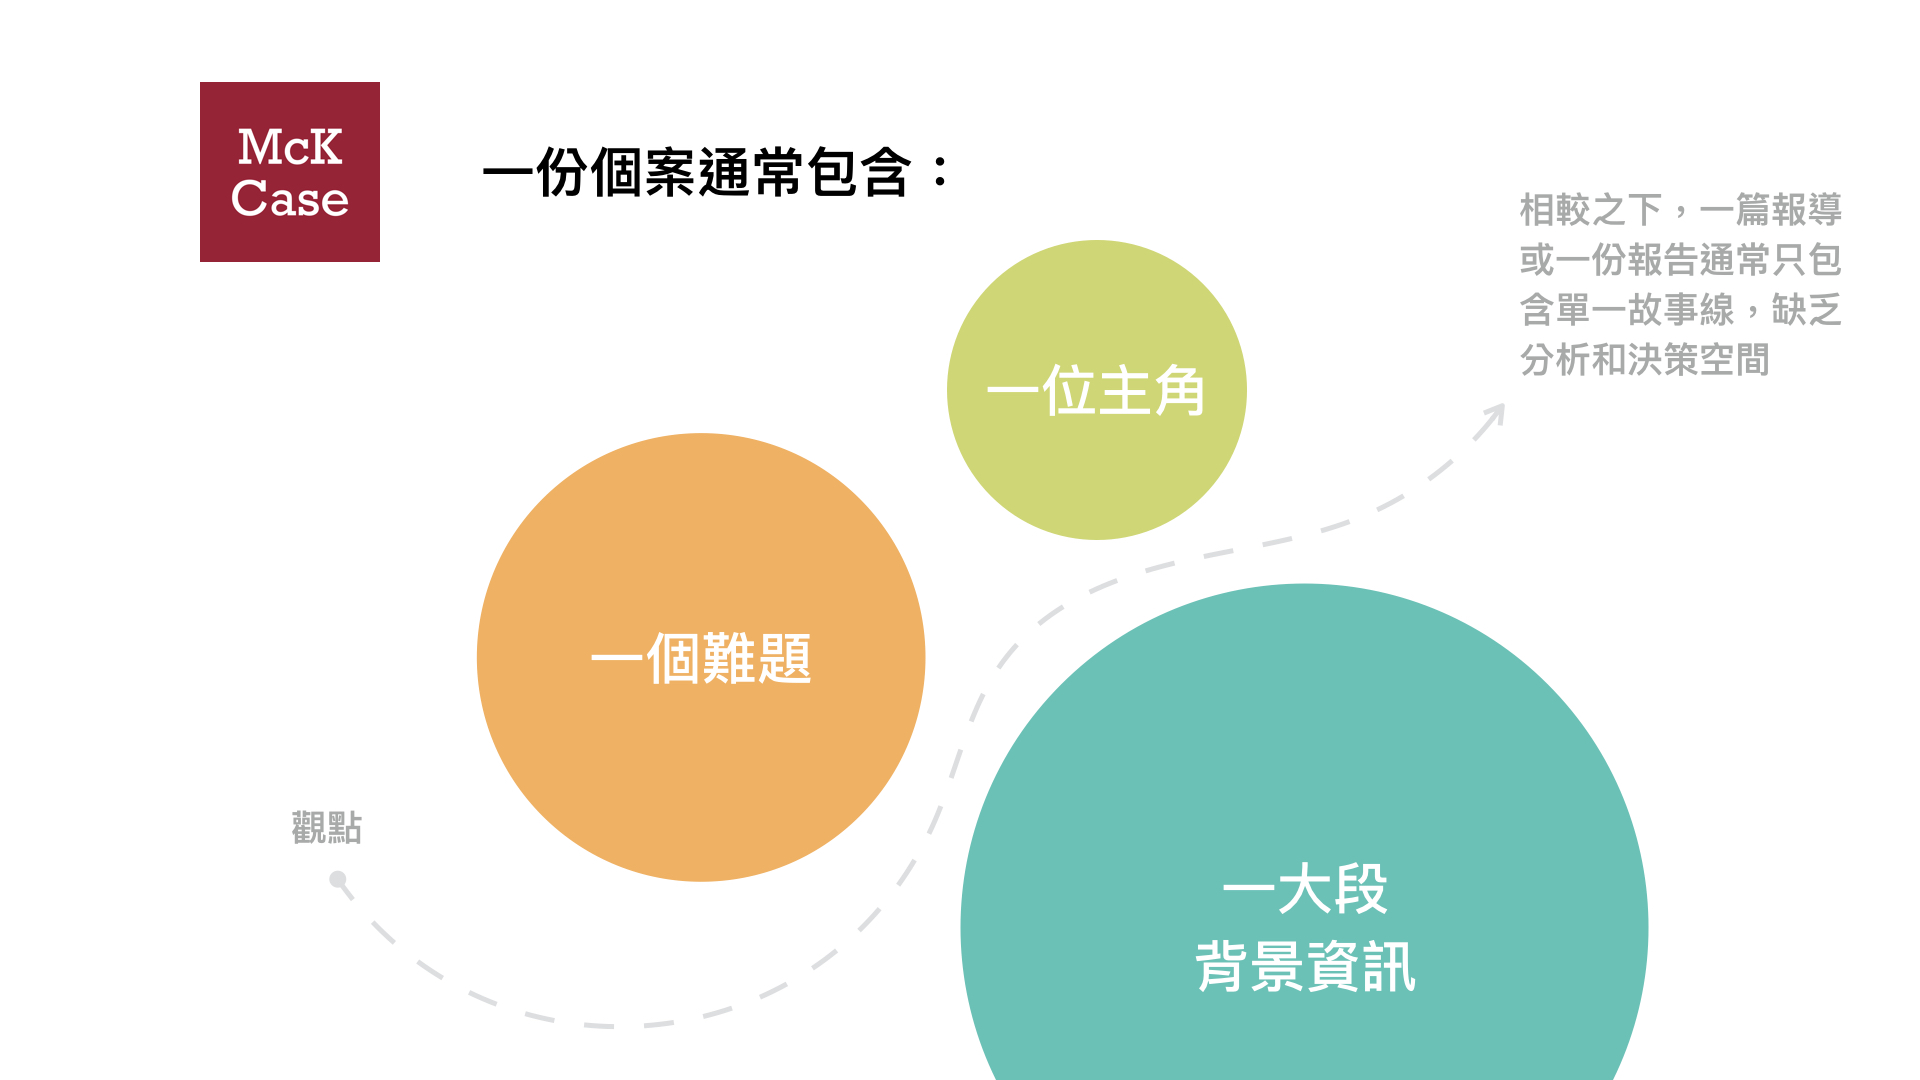 McK
Case
一份個案通常包含：
相較之下，一篇報導
或一份報告通常只包
含單一故事線，缺乏
分析和決策空間
一位主角
一個難題
觀點
一大段
背景資訊